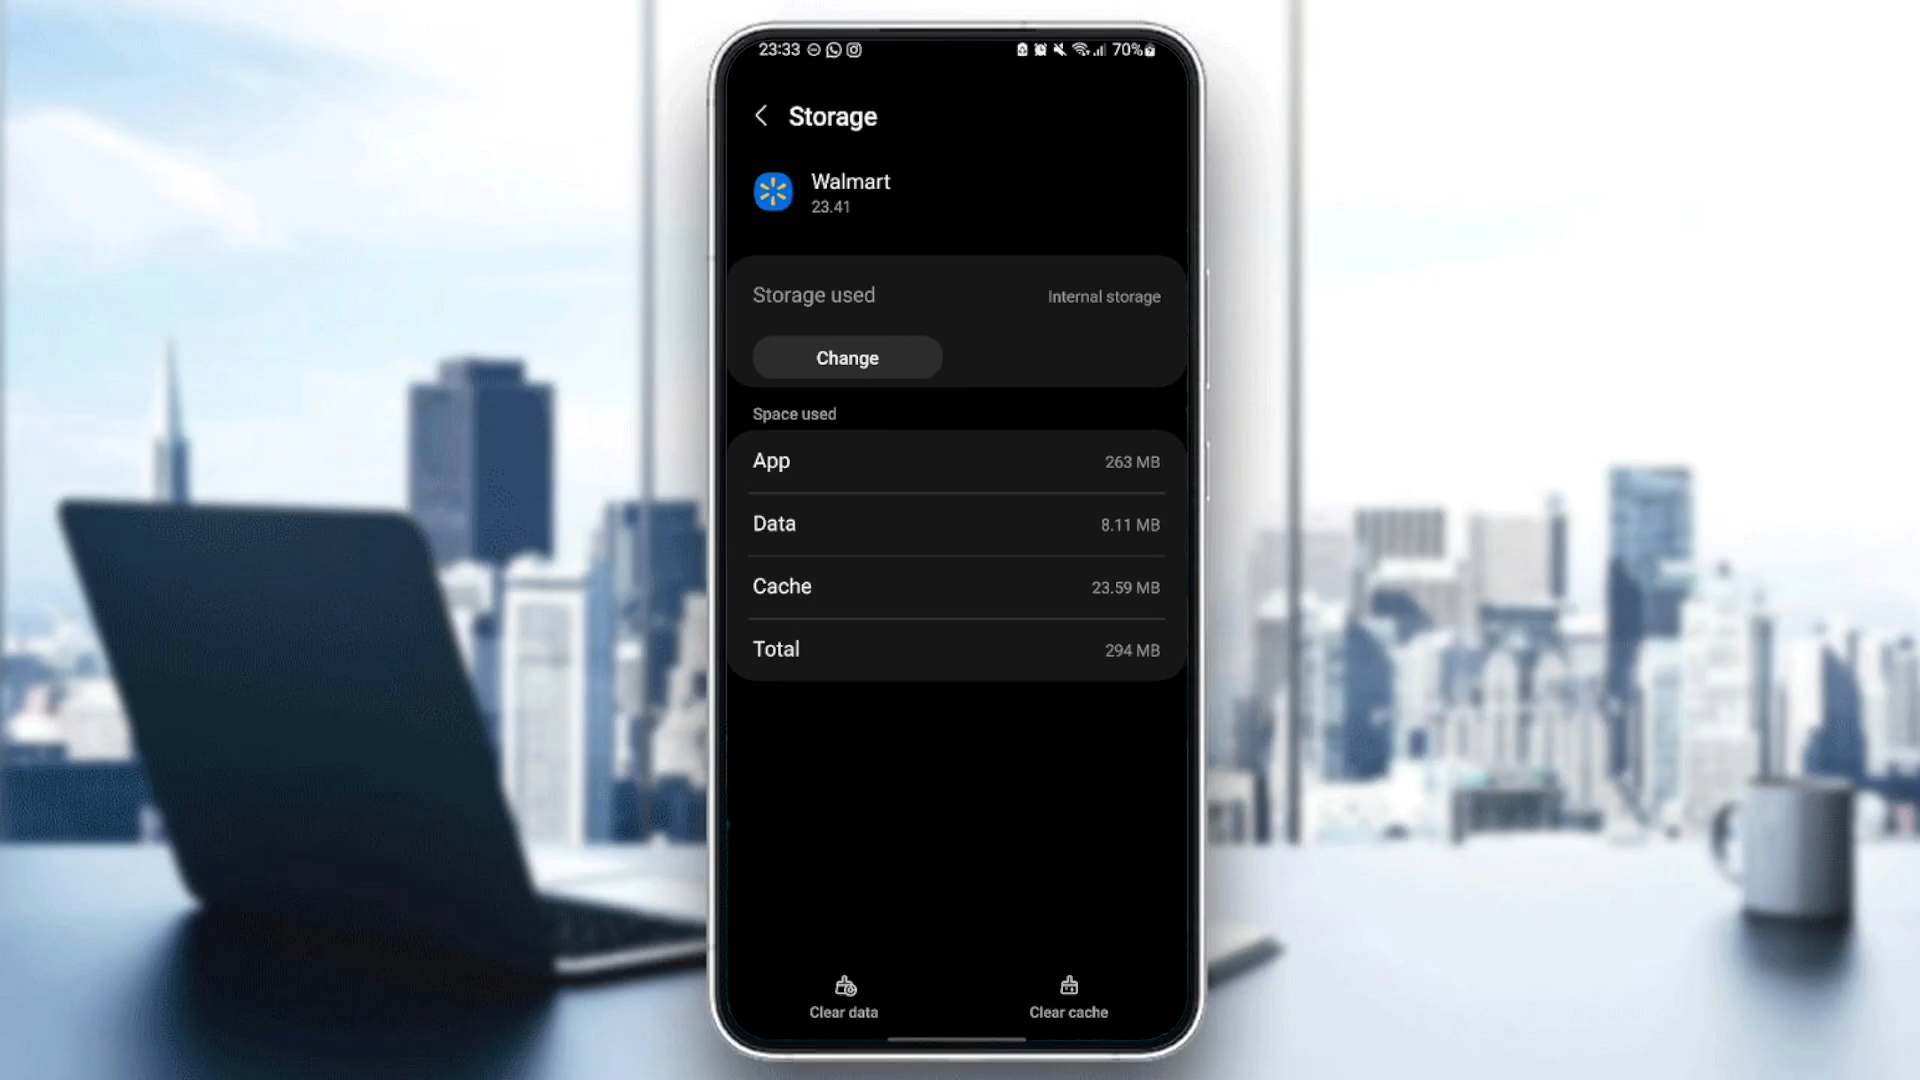 23:33 70%
Storage
Walmart
23.41
Storage used Internal storage
Change
Space used
App 263 MB
Data 8.11 MB
Cache 23.59 MB
Total 294 MB
Clear data Clear cache